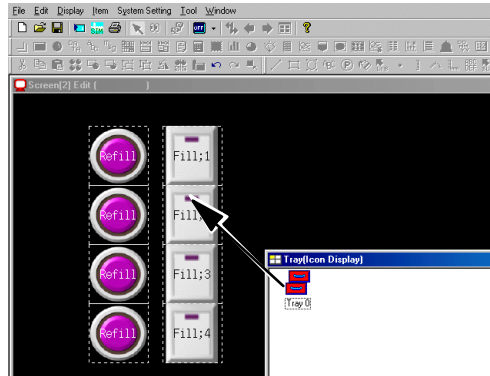 File Edit Display Item System Setting Tool Window
Screen[2] Edit ( )
Refill Fill;1
Refill Fill;
Refill Fill;3
Refill Fill;4
Tray(Icon Display)
Tray 0